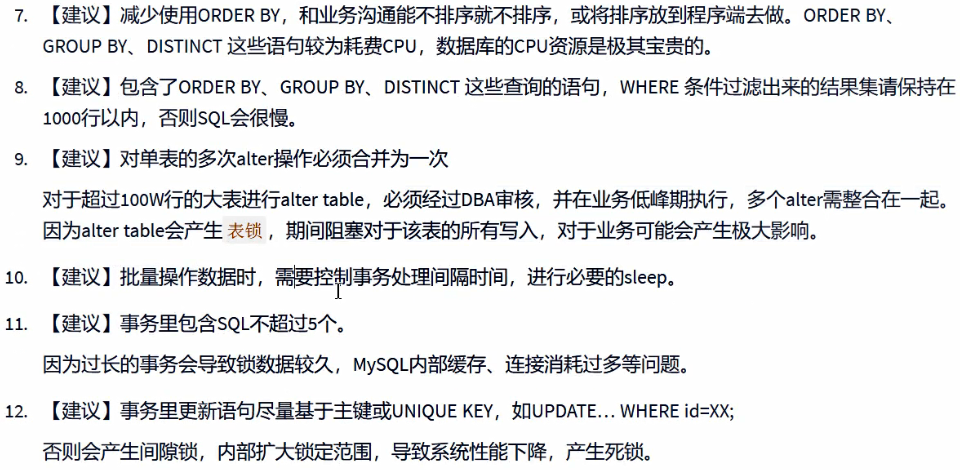 7. 【建议】减少使用ORDER BY，和业务沟通能不排序就不排序，或将排序放到程序端去做。ORDER BY、
GROUP BY、DISTINCT 这些语句较为耗费CPU，数据库的CPU资源是极其宝贵的。
8. 【建议】包含了ORDER BY、GROUP BY、DISTINCT 这些查询的语句，WHERE 条件过滤出来的结果集请保持在
1000行以内，否则SQL会很慢。
9. 【建议】对单表的多次alter操作必须合并为一次
对于超过100W行的大表进行alter table，必须经过DBA审核，并在业务低峰期执行，多个alter需整合在一起。
因为alter table会产生 表锁 ，期间阻塞对于该表的所有写入，对于业务可能会产生极大影响。
10. 【建议】批量操作数据时，需要控制事务处理间隔时间，进行必要的sleep。
11. 【建议】事务里包含SQL不超过5个。
因为过长的事务会导致锁数据较久，MySQL内部缓存、连接消耗过多等问题。
12. 【建议】事务里更新语句尽量基于主键或UNIQUE KEY，如UPDATE… WHERE id=XX;
否则会产生间隙锁，内部扩大锁定范围，导致系统性能下降，产生死锁。